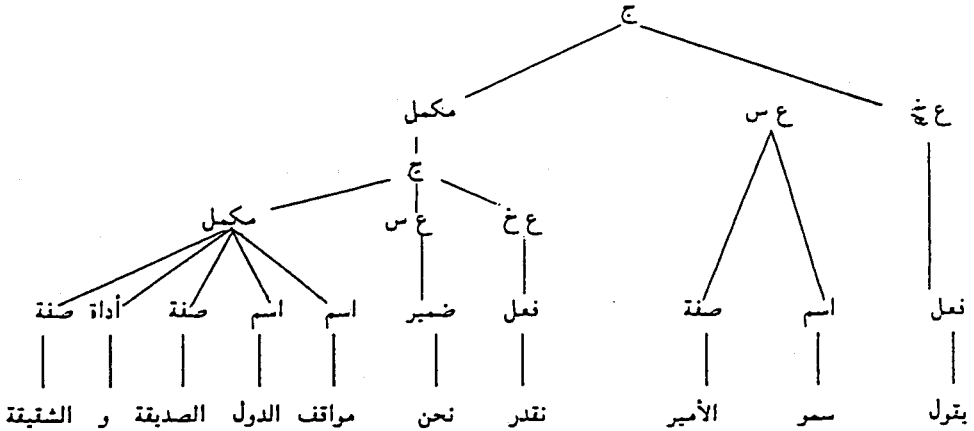 ج
ع خ ع س مكمل
ج
ع خ ع س مكمل
فعل اسم صفة فعل ضمير اسم اسم صفة أداة صفة
يقول سمو الأمير نقدر نحن مواقف الدول الصديقة و الشقيقة